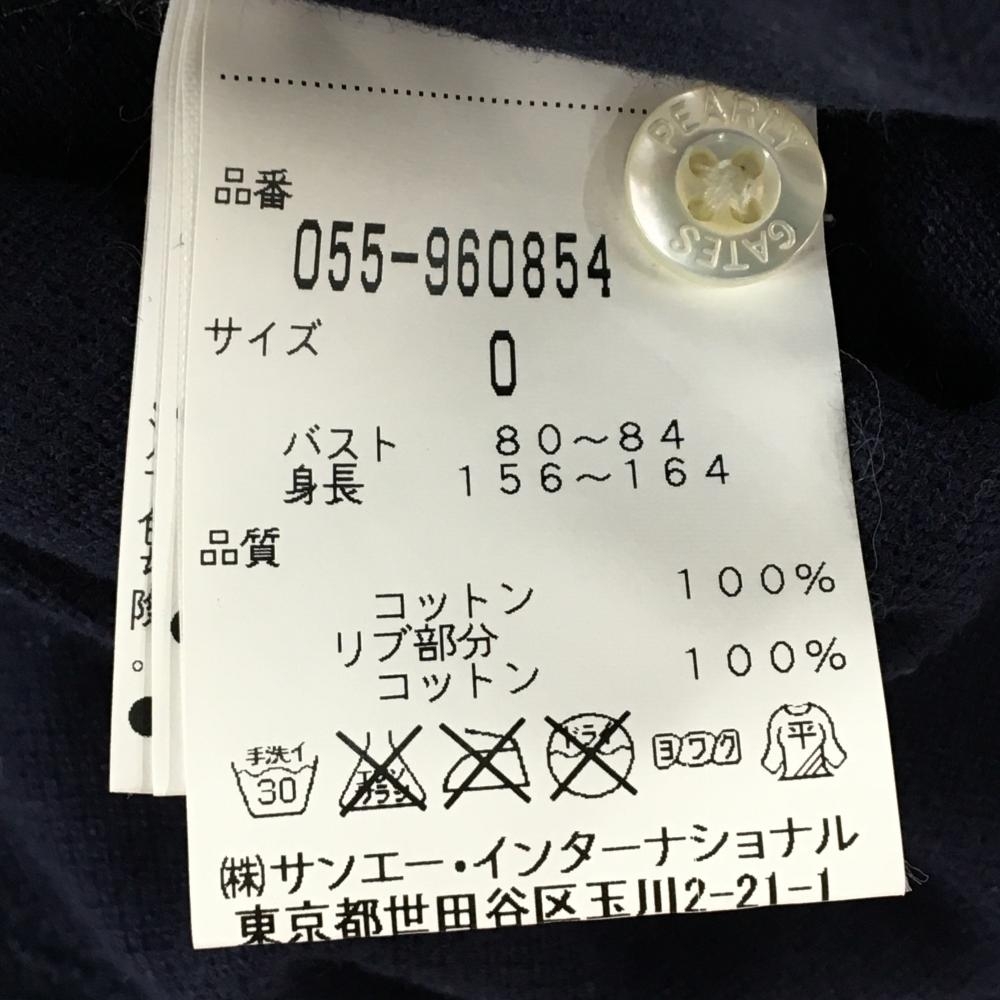 PEARLY
GATES
品番
055-960854
サイズ
0
バスト 80~84
身長 156~164
品質
コットン 100%
リブ部分
コットン 100%
手洗イ
30
エンソ
サラシ
ドライ
ヨワク
平
㈱サンエー・インターナショナル
東京都世田谷区玉川2-21-1
険
。